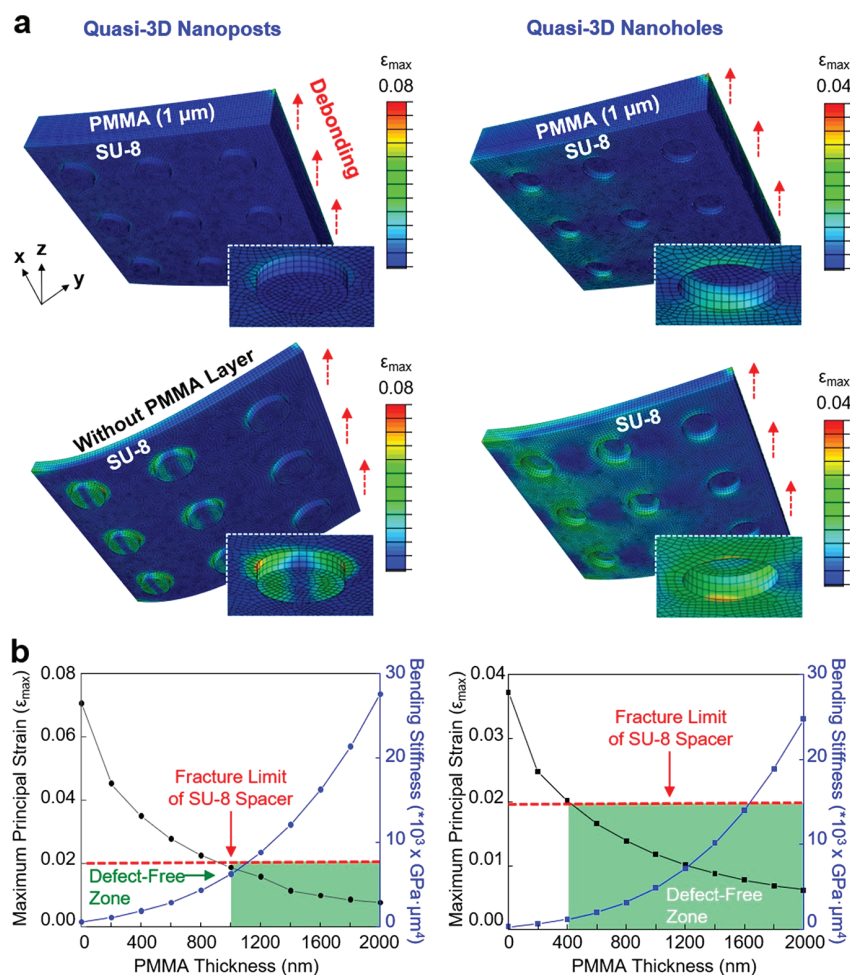 a
Quasi-3D Nanoposts
Quasi-3D Nanoholes
εmax
0.08
PMMA (1 μm)
SU-8
Debonding
x
z
y
εmax
0.04
PMMA (1 μm)
SU-8
εmax
0.08
Without PMMA Layer
SU-8
εmax
0.04
SU-8
b
Maximum Principal Strain (εmax)
0.08
0.06
0.04
0.02
0.00
Fracture Limit
of SU-8 Spacer
Defect-Free
Zone
30
20
10
0
Bending Stiffness (*10³ x GPa·μm⁴)
0 400 800 1200 1600 2000
PMMA Thickness (nm)
Maximum Principal Strain (εmax)
0.04
0.03
0.02
0.01
0.00
Fracture Limit
of SU-8 Spacer
Defect-Free
Zone
30
20
10
0
Bending Stiffness (*10³ x GPa·μm⁴)
0 400 800 1200 1600 2000
PMMA Thickness (nm)